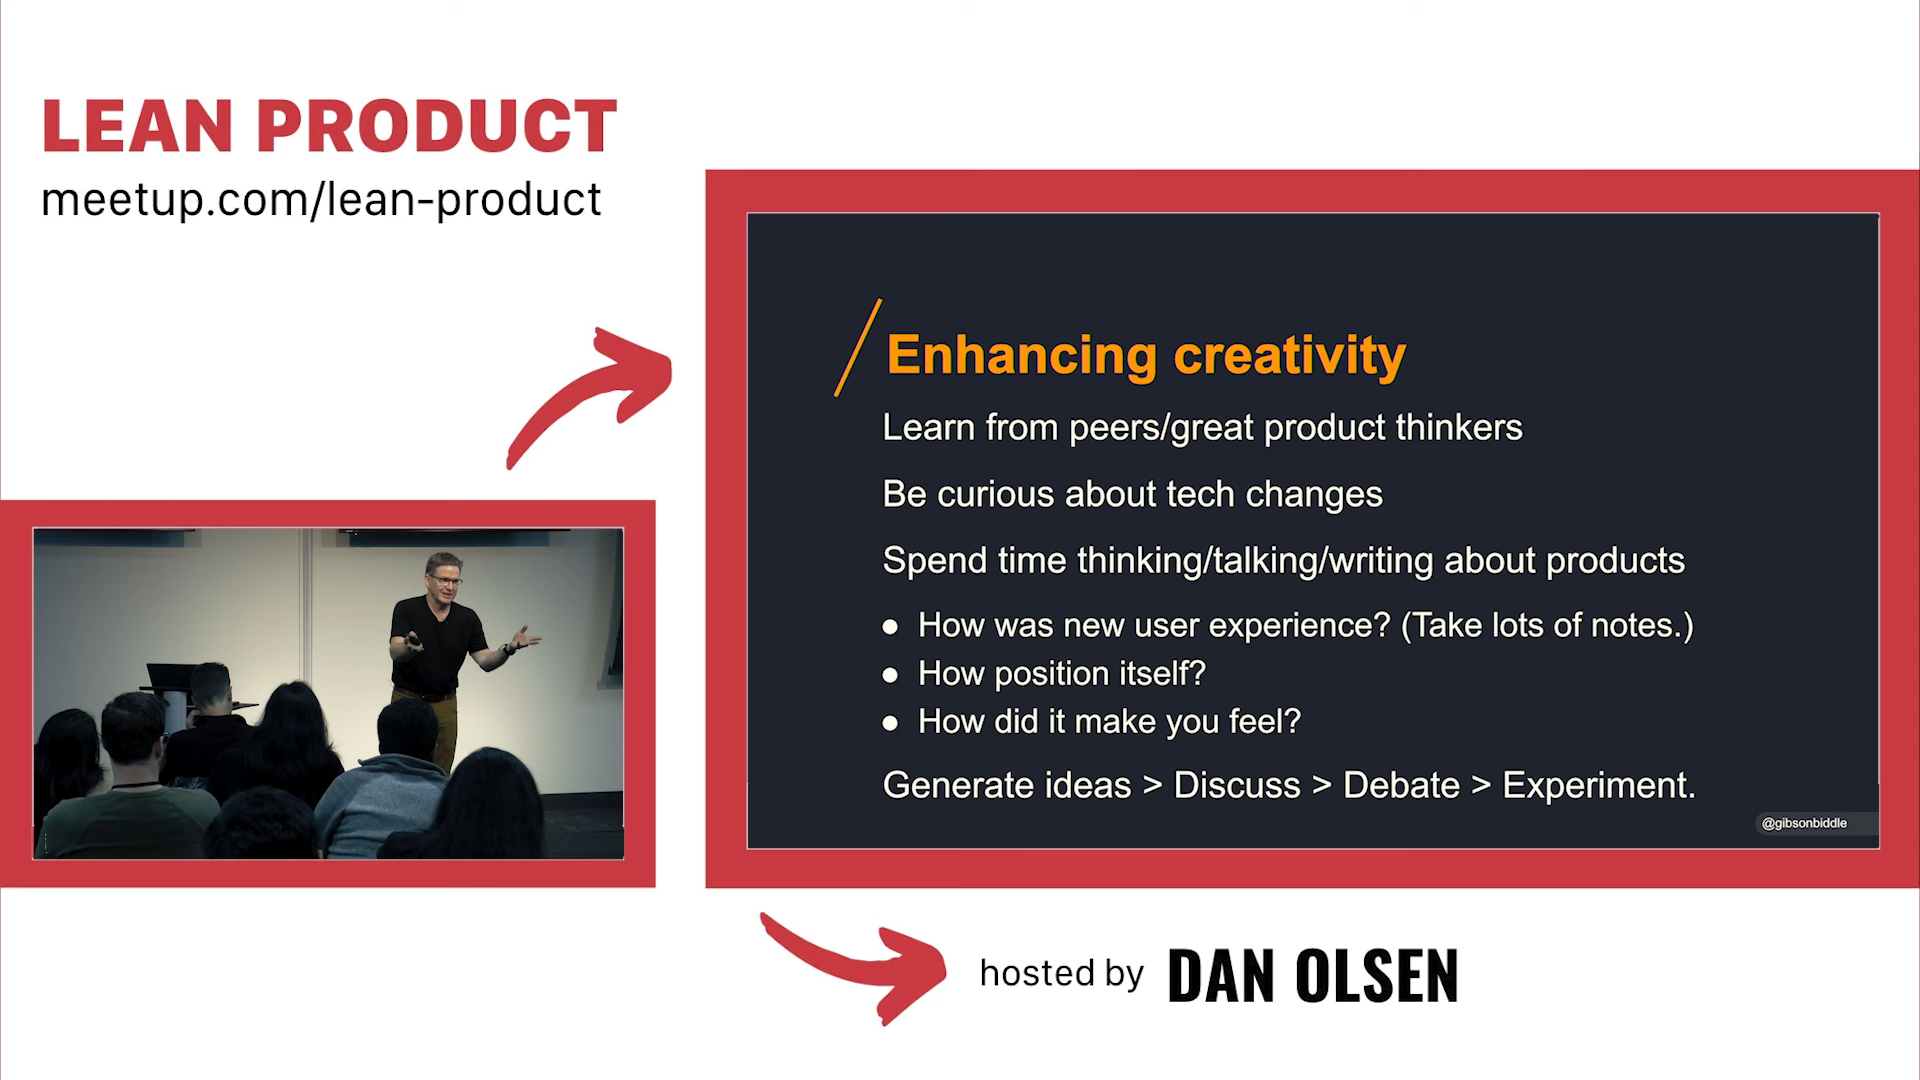 LEAN PRODUCT
meetup.com/lean-product
Enhancing creativity
Learn from peers/great product thinkers
Be curious about tech changes
Spend time thinking/talking/writing about products
● How was new user experience? (Take lots of notes.)
● How position itself?
● How did it make you feel?
Generate ideas > Discuss > Debate > Experiment.
@gibsonbiddle
hosted by DAN OLSEN